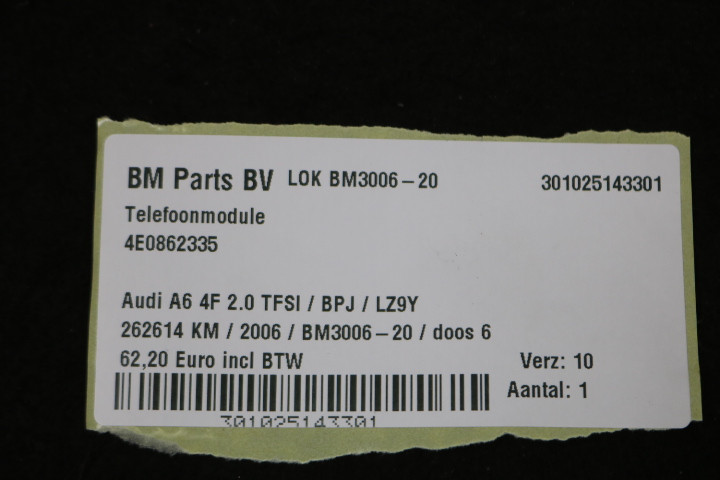 BM Parts BV LOK BM3006-20 301025143301
Telefoonmodule
4E0862335
Audi A6 4F 2.0 TFSI / BPJ / LZ9Y
262614 KM / 2006 / BM3006-20 / doos 6
62,20 Euro incl BTW Verz: 10
Aantal: 1
301025143301